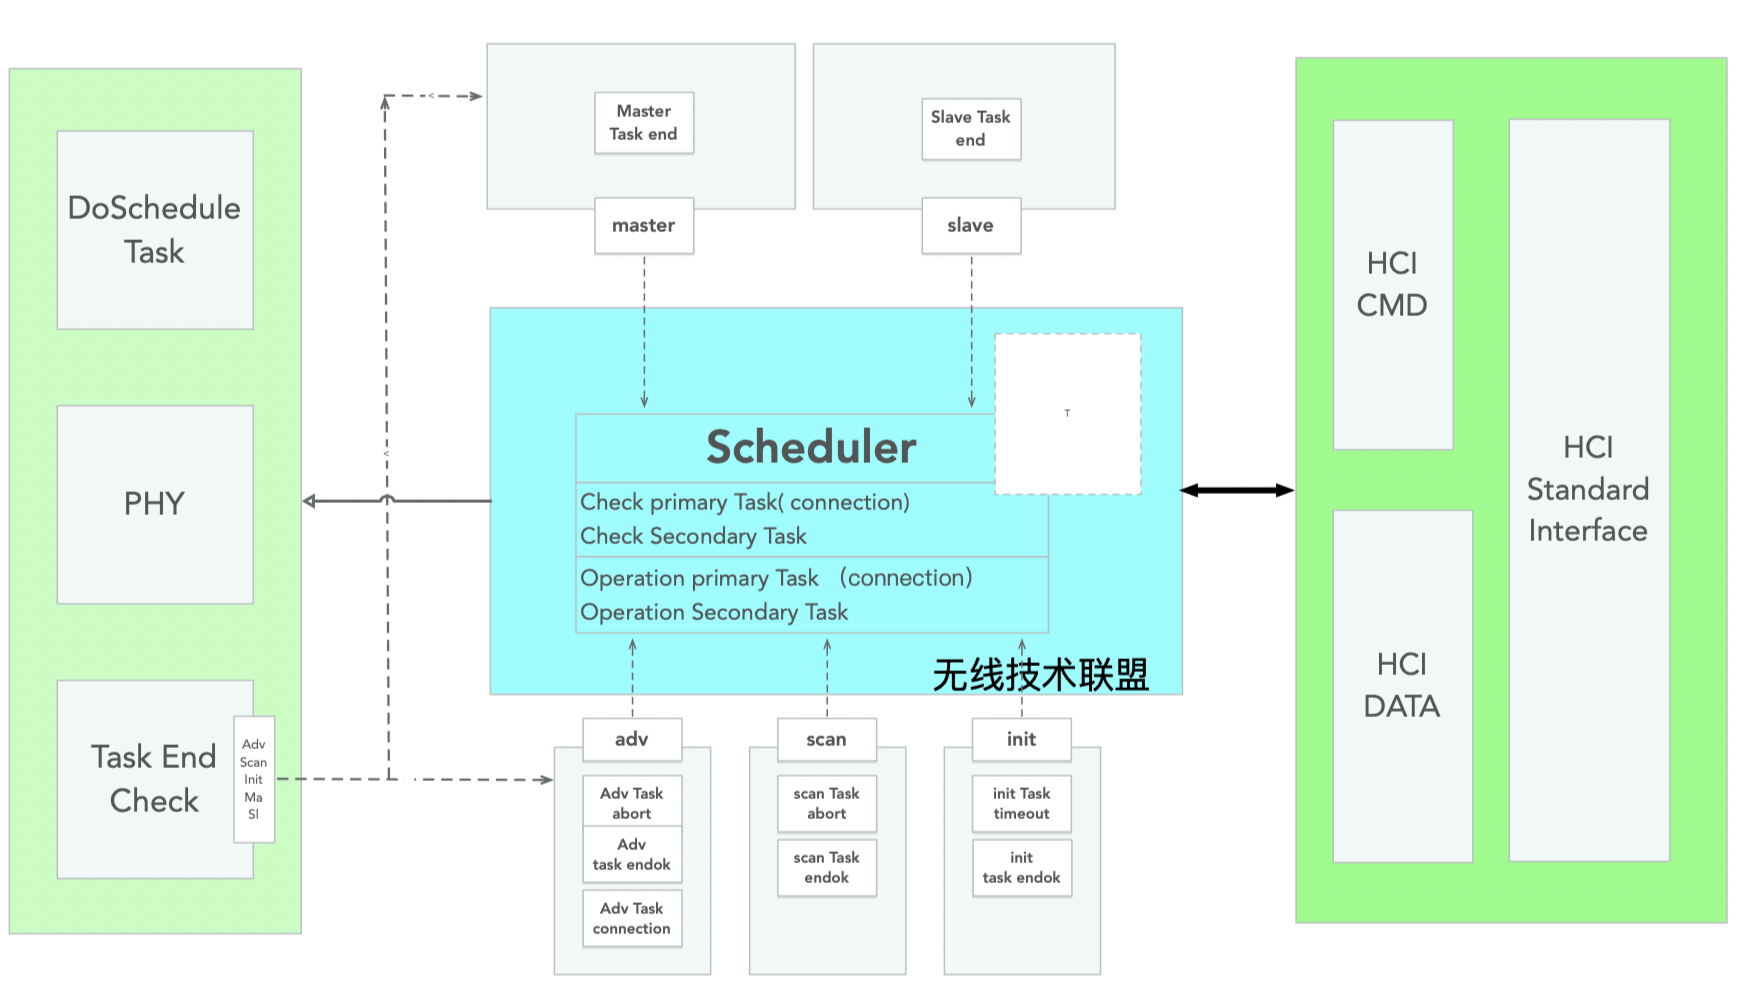 DoSchedule
Task
PHY
Task End
Check
Adv
Scan
Init
Ma
Sl
Master
Task end
master
Slave Task
end
slave
T
Scheduler
Check primary Task( connection)
Check Secondary Task
Operation primary Task （connection）
Operation Secondary Task
无线技术联盟
adv
Adv Task
abort
Adv
task endok
Adv Task
connection
scan
scan Task
abort
scan Task
endok
init
init Task
timeout
init
task endok
HCI
CMD
HCI
DATA
HCI
Standard
Interface